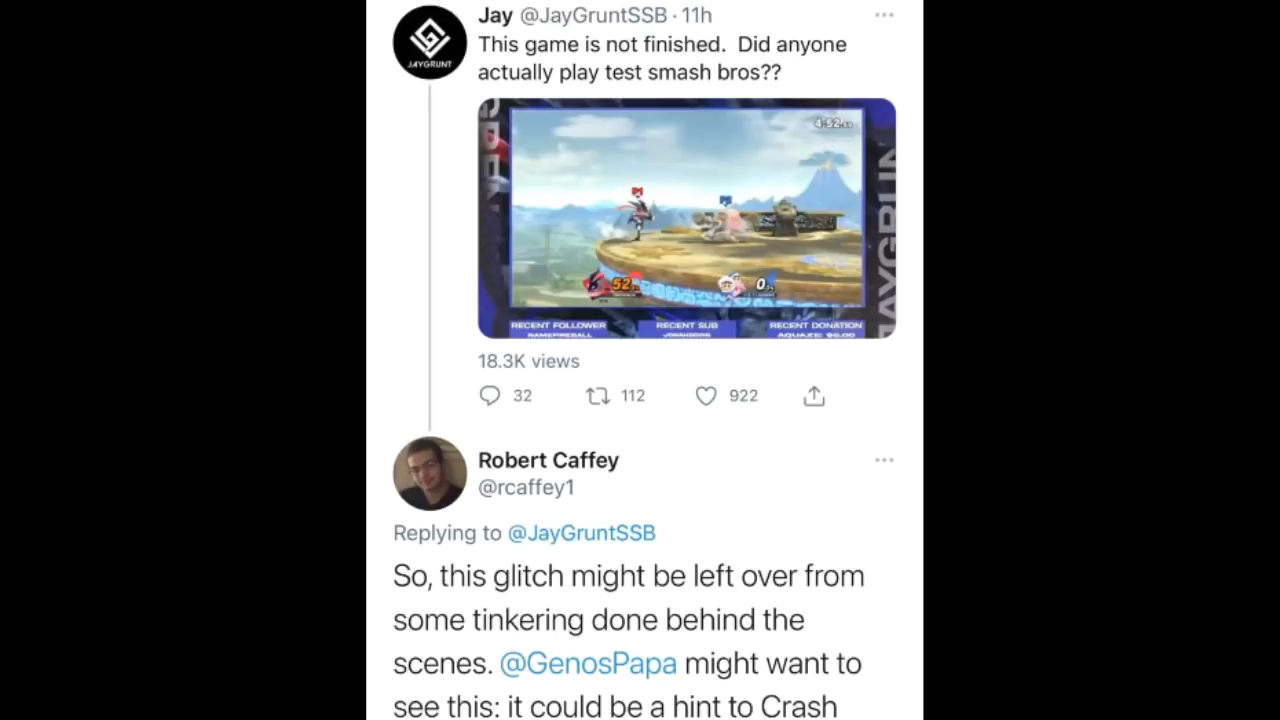 Jay @JayGruntSSB · 11h
This game is not finished. Did anyone
actually play test smash bros??
JAYGRUNT
4:52
52
0
RECENT FOLLOWER
RECENT SUB
RECENT DONATION
18.3K views
32 112 922
Robert Caffey
@rcaffey1
Replying to @JayGruntSSB
So, this glitch might be left over from
some tinkering done behind the
scenes. @GenosPapa might want to
see this: it could be a hint to Crash